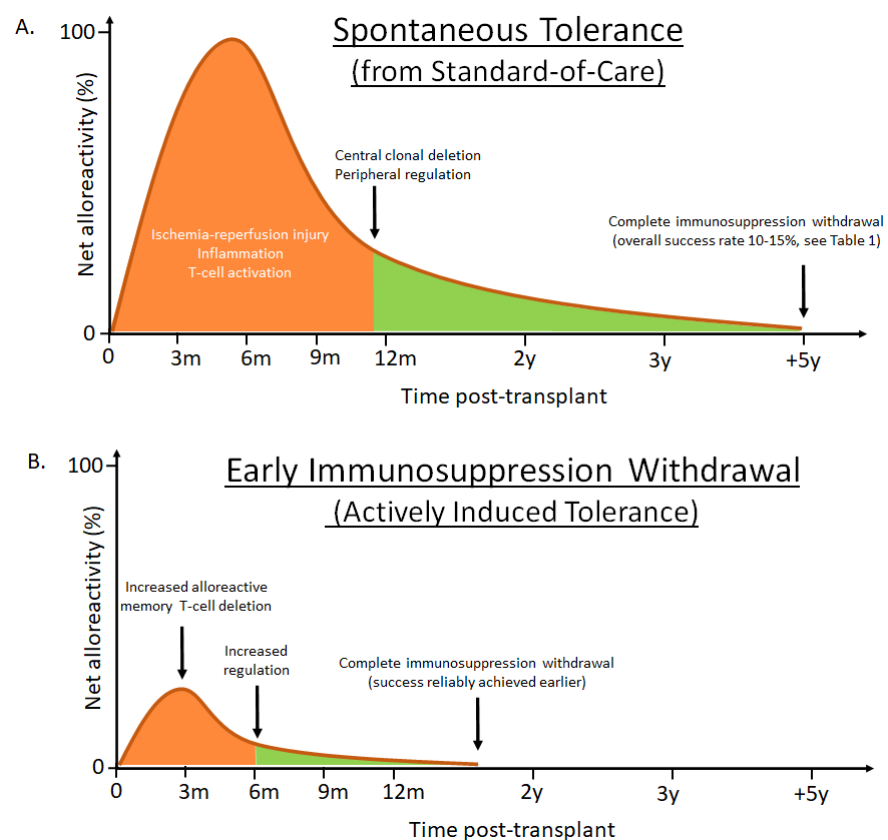 A.
Spontaneous Tolerance
(from Standard-of-Care)
100
Net alloreactivity (%)
Central clonal deletion
Peripheral regulation
Complete immunosuppression withdrawal
(overall success rate 10-15%, see Table 1)
Ischemia-reperfusion injury
Inflammation
T-cell activation
0
0 3m 6m 9m 12m 2y 3y +5y
Time post-transplant
B.
Early Immunosuppression Withdrawal
(Actively Induced Tolerance)
100
Net alloreactivity (%)
Increased alloreactive
memory T-cell deletion
Increased
regulation
Complete immunosuppression withdrawal
(success reliably achieved earlier)
0
0 3m 6m 9m 12m 2y 3y +5y
Time post-transplant